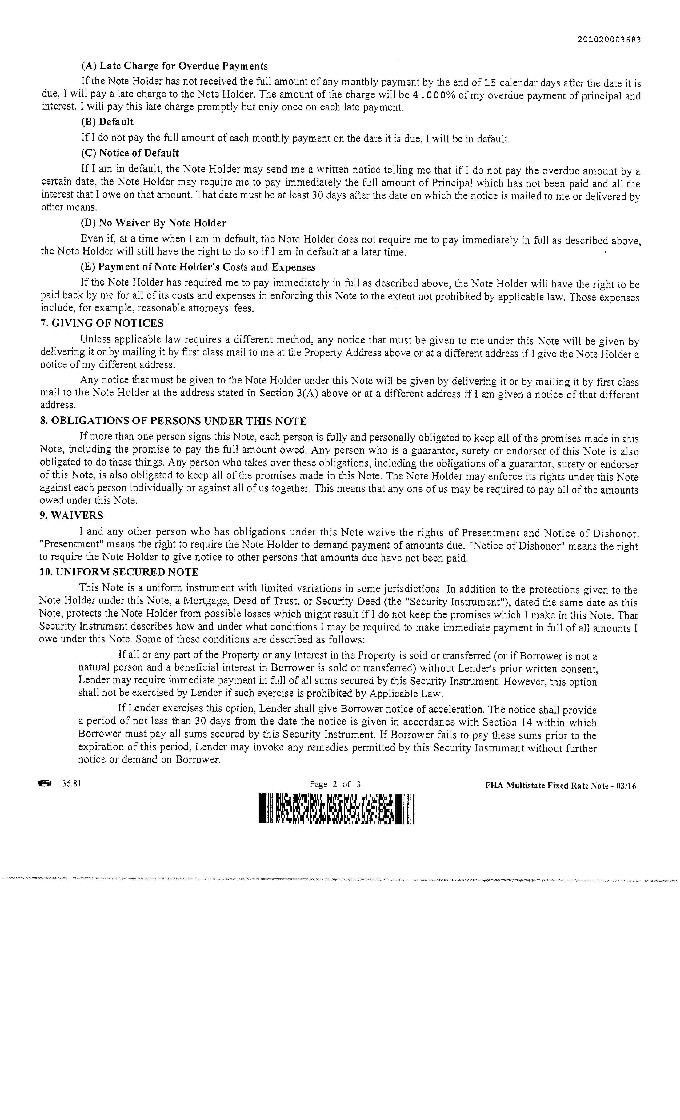 201020003683
(A) Late Charge for Overdue Payments
If the Note Holder has not received the full amount of any monthly payment by the end of 15 calendar days after the date it is
due, I will pay a late charge to the Note Holder. The amount of the charge will be 4.000% of my overdue payment of principal and
interest. I will pay this late charge promptly but only once on each late payment.
(B) Default
If I do not pay the full amount of each monthly payment on the date it is due, I will be in default.
(C) Notice of Default
If I am in default, the Note Holder may send me a written notice telling me that if I do not pay the overdue amount by a
certain date, the Note Holder may require me to pay immediately the full amount of Principal which has not been paid and all the
interest that I owe on that amount. That date must be at least 30 days after the date on which the notice is mailed to me or delivered by
other means.
(D) No Waiver By Note Holder
Even if, at a time when I am in default, the Note Holder does not require me to pay immediately in full as described above,
the Note Holder will still have the right to do so if I am in default at a later time.
(E) Payment of Note Holder's Costs and Expenses
If the Note Holder has required me to pay immediately in full as described above, the Note Holder will have the right to be
paid back by me for all of its costs and expenses in enforcing this Note to the extent not prohibited by applicable law. Those expenses
include, for example, reasonable attorneys' fees.
7. GIVING OF NOTICES
Unless applicable law requires a different method, any notice that must be given to me under this Note will be given by
delivering it or by mailing it by first class mail to me at the Property Address above or at a different address if I give the Note Holder a
notice of my different address.
Any notice that must be given to the Note Holder under this Note will be given by delivering it or by mailing it by first class
mail to the Note Holder at the address stated in Section 3(A) above or at a different address if I am given a notice of that different
address.
8. OBLIGATIONS OF PERSONS UNDER THIS NOTE
If more than one person signs this Note, each person is fully and personally obligated to keep all of the promises made in this
Note, including the promise to pay the full amount owed. Any person who is a guarantor, surety or endorser of this Note is also
obligated to do these things. Any person who takes over these obligations, including the obligations of a guarantor, surety or endorser
of this Note, is also obligated to keep all of the promises made in this Note. The Note Holder may enforce its rights under this Note
against each person individually or against all of us together. This means that any one of us may be required to pay all of the amounts
owed under this Note.
9. WAIVERS
I and any other person who has obligations under this Note waive the rights of Presentment and Notice of Dishonor.
"Presentment" means the right to require the Note Holder to demand payment of amounts due. "Notice of Dishonor" means the right
to require the Note Holder to give notice to other persons that amounts due have not been paid.
10. UNIFORM SECURED NOTE
This Note is a uniform instrument with limited variations in some jurisdictions. In addition to the protections given to the
Note Holder under this Note, a Mortgage, Deed of Trust, or Security Deed (the "Security Instrument"), dated the same date as this
Note, protects the Note Holder from possible losses which might result if I do not keep the promises which I make in this Note. That
Security Instrument describes how and under what conditions I may be required to make immediate payment in full of all amounts I
owe under this Note. Some of these conditions are described as follows:
If all or any part of the Property or any Interest in the Property is sold or transferred (or if Borrower is not a
natural person and a beneficial interest in Borrower is sold or transferred) without Lender's prior written consent,
Lender may require immediate payment in full of all sums secured by this Security Instrument. However, this option
shall not be exercised by Lender if such exercise is prohibited by Applicable Law.
If Lender exercises this option, Lender shall give Borrower notice of acceleration. The notice shall provide
a period of not less than 30 days from the date the notice is given in accordance with Section 14 within which
Borrower must pay all sums secured by this Security Instrument. If Borrower fails to pay these sums prior to the
expiration of this period, Lender may invoke any remedies permitted by this Security Instrument without further
notice or demand on Borrower.
36.81 Page 2 of 3 FHA Multistate Fixed Rate Note - 03/16